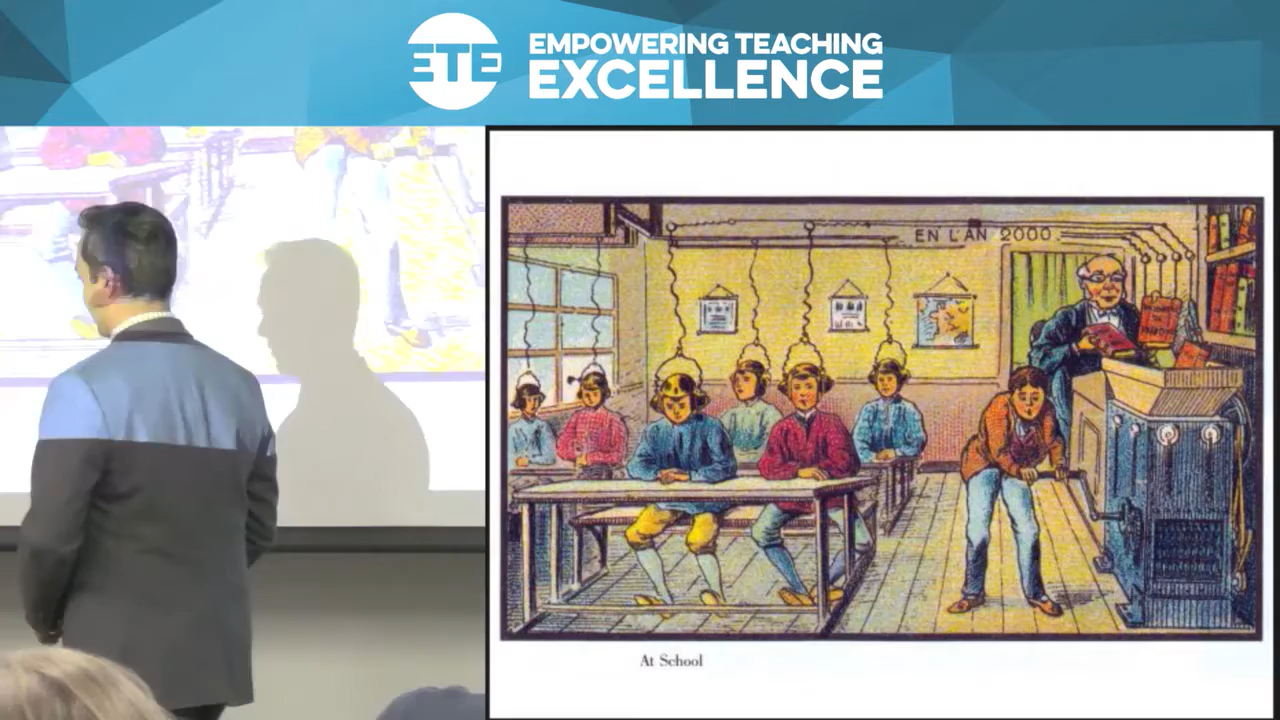 ETE
EMPOWERING TEACHING
EXCELLENCE
EN L'AN 2000
At School